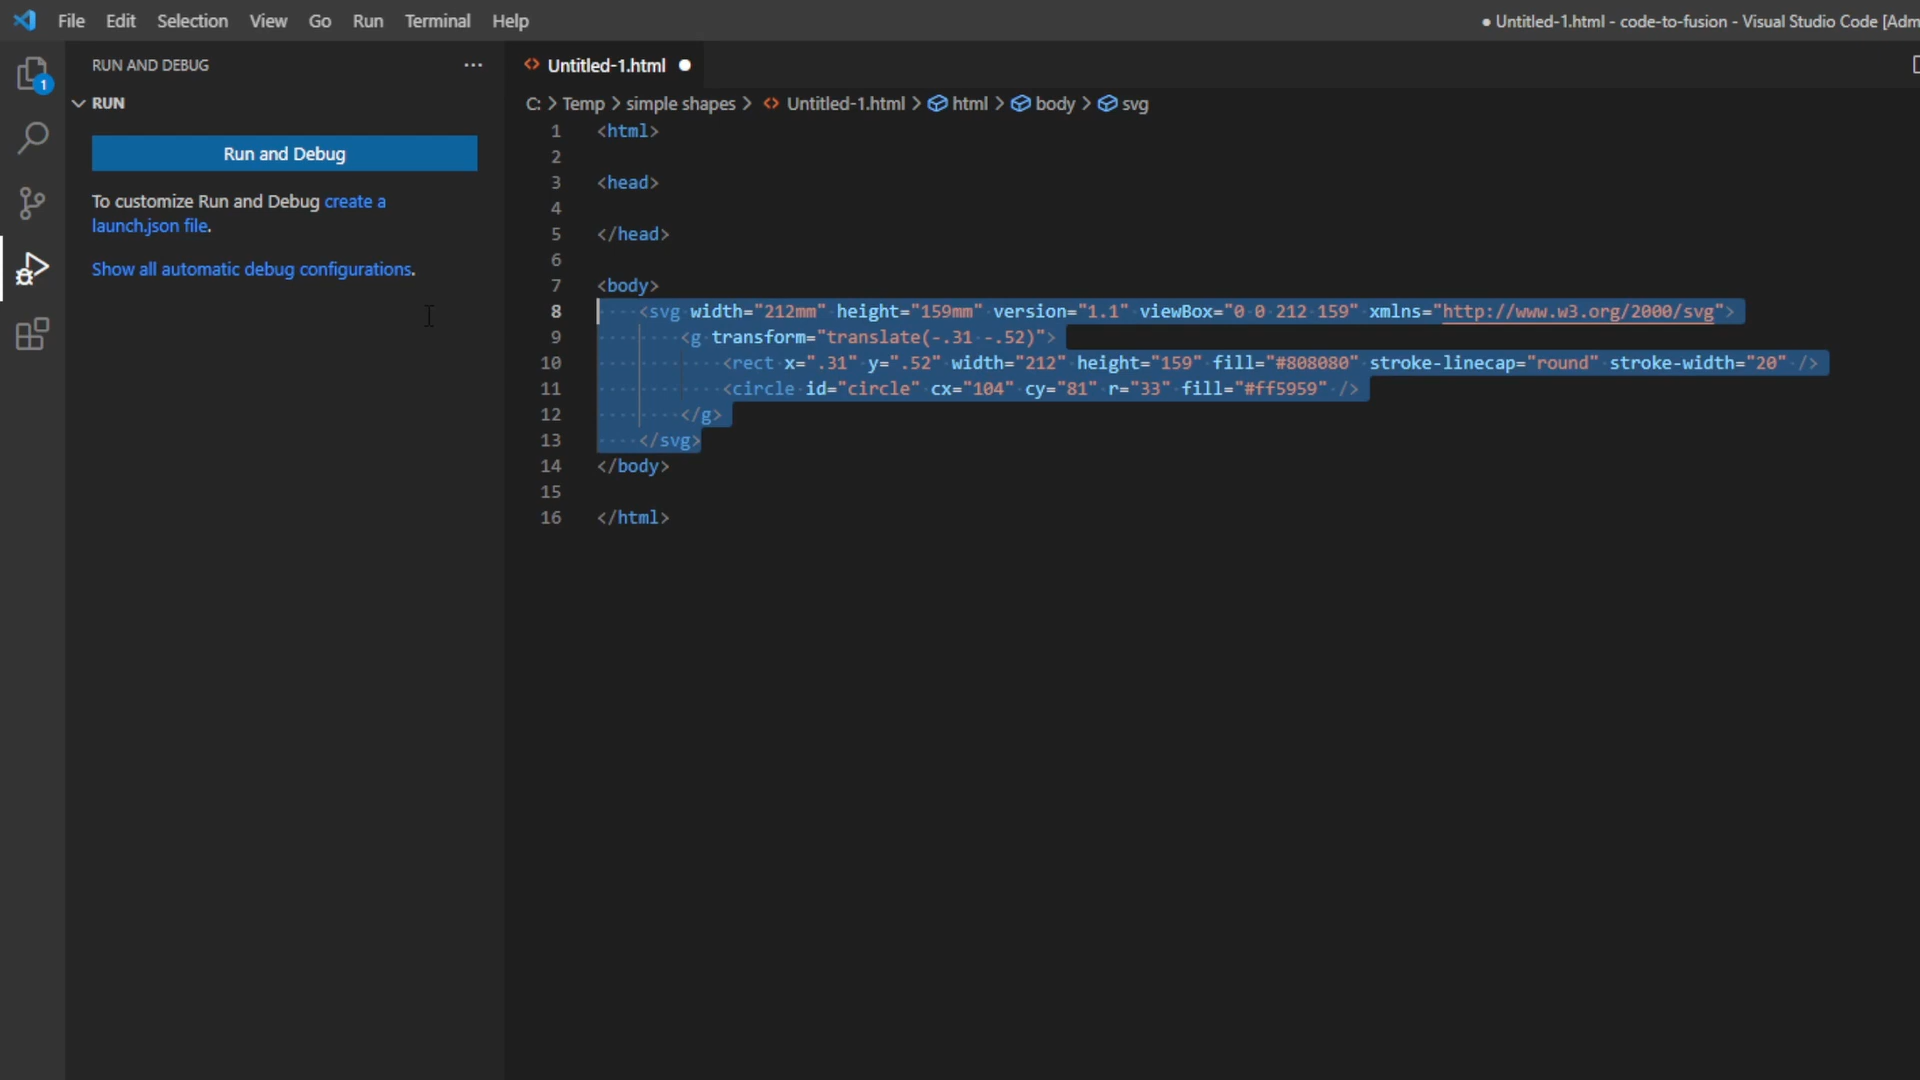 File Edit Selection View Go Run Terminal Help
● Untitled-1.html - code-to-fusion - Visual Studio Code [Adm
RUN AND DEBUG ···
RUN
Run and Debug
To customize Run and Debug create a
launch.json file.
Show all automatic debug configurations.
1
<> Untitled-1.html ●
C: > Temp > simple shapes > <> Untitled-1.html > html > body > svg
1 <html>
2
3 <head>
4
5 </head>
6
7 <body>
8 <svg width="212mm" height="159mm" version="1.1" viewBox="0 0 212 159" xmlns="http://www.w3.org/2000/svg">
9 <g transform="translate(-.31 -.52)">
10 <rect x=".31" y=".52" width="212" height="159" fill="#808080" stroke-linecap="round" stroke-width="20" />
11 <circle id="circle" cx="104" cy="81" r="33" fill="#ff5959" />
12 </g>
13 </svg>
14 </body>
15
16 </html>